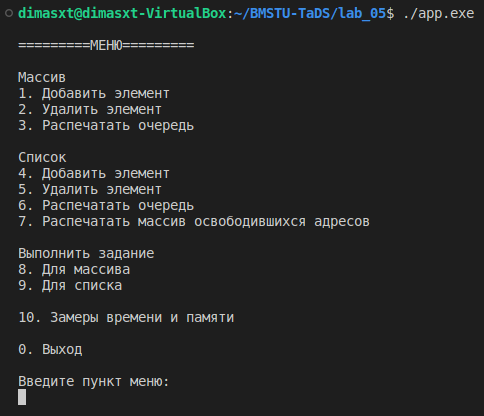 dimasxt@dimasxt-VirtualBox:~/BMSTU-TaDS/lab_05$ ./app.exe
=========МЕНЮ=========
Массив
1. Добавить элемент
2. Удалить элемент
3. Распечатать очередь
Список
4. Добавить элемент
5. Удалить элемент
6. Распечатать очередь
7. Распечатать массив освободившихся адресов
Выполнить задание
8. Для массива
9. Для списка
10. Замеры времени и памяти
0. Выход
Введите пункт меню: